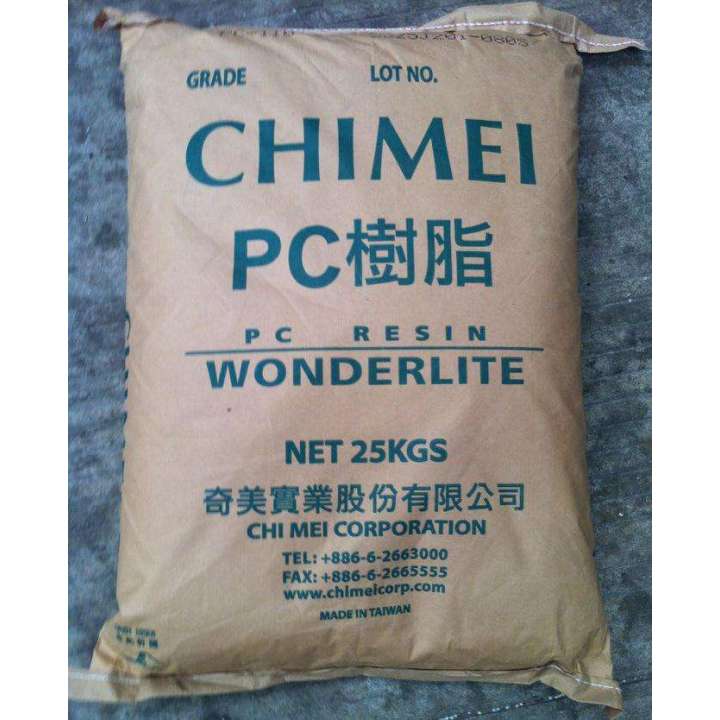 GRADE LOT NO.
CHIMEI
PC樹脂
PC RESIN
WONDERLITE
NET 25KGS
奇美實業股份有限公司
CHI MEI CORPORATION
TEL: +886-6-2663000
FAX: +886-6-2665555
www.chimeicorp.com
MADE IN TAIWAN